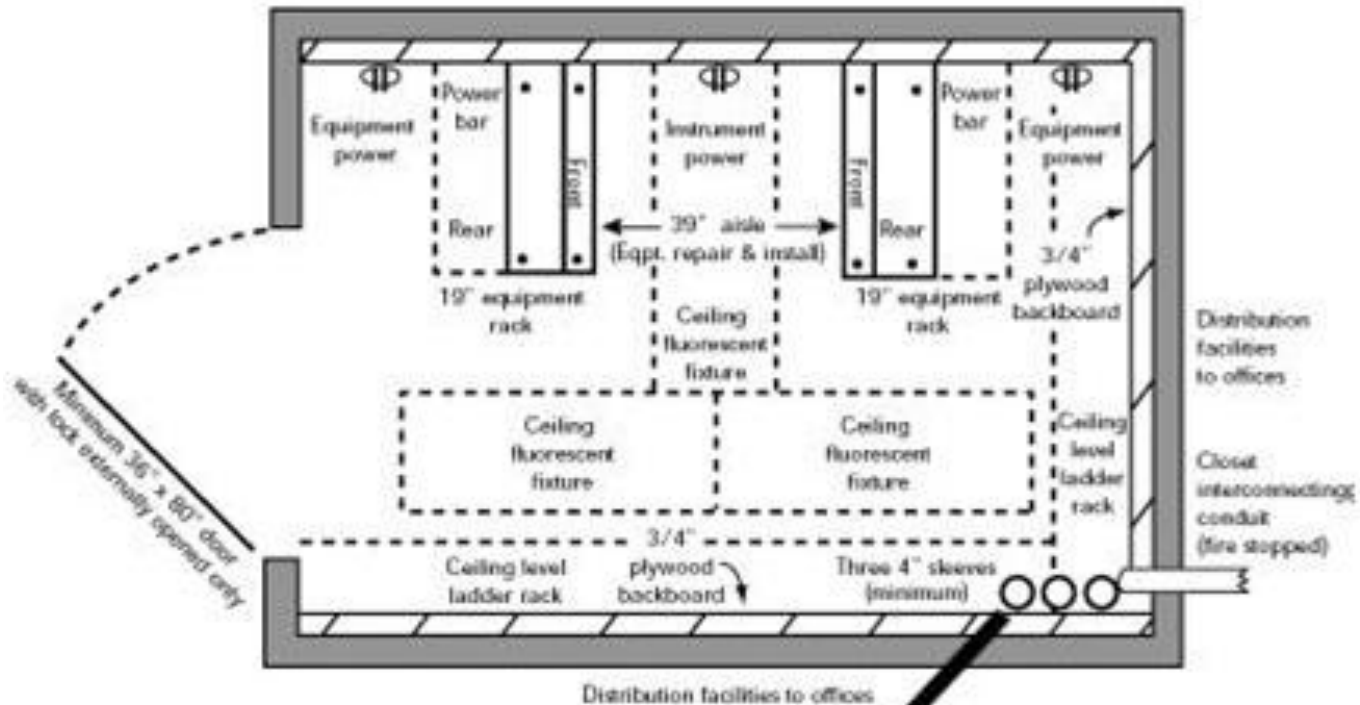 Power
bar
Equipment
power
Front
Rear
19" equipment
rack
Instrument
power
39" aisle
(Eqpt. repair & install)
Ceiling
fluorescent
fixture
Power
bar
Front
Rear
19" equipment
rack
Equipment
power
3/4"
plywood
backboard
Distribution
facilities
to offices
Minimum 36" x 80" door
with lock externally opened only
Ceiling
fluorescent
fixture
Ceiling
fluorescent
fixture
Ceiling
level
ladder
rack
Closet
interconnecting
conduit
(fire stopped)
Ceiling level
ladder rack
3/4"
plywood
backboard
Three 4" sleeves
(minimum)
Distribution facilities to offices